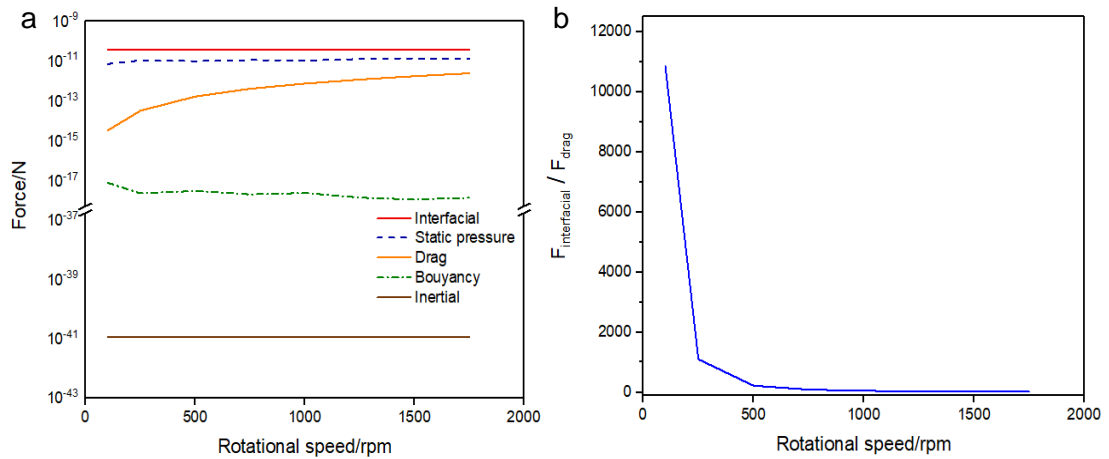 a
10⁻⁹
10⁻¹¹
10⁻¹³
10⁻¹⁵
10⁻¹⁷
10⁻³⁷
10⁻³⁹
10⁻⁴¹
10⁻⁴³
Force/N
Interfacial
Static pressure
Drag
Bouyancy
Inertial
0 500 1000 1500 2000
Rotational speed/rpm
b
12000
10000
8000
6000
4000
2000
0
F_interfacial / F_drag
0 500 1000 1500 2000
Rotational speed/rpm